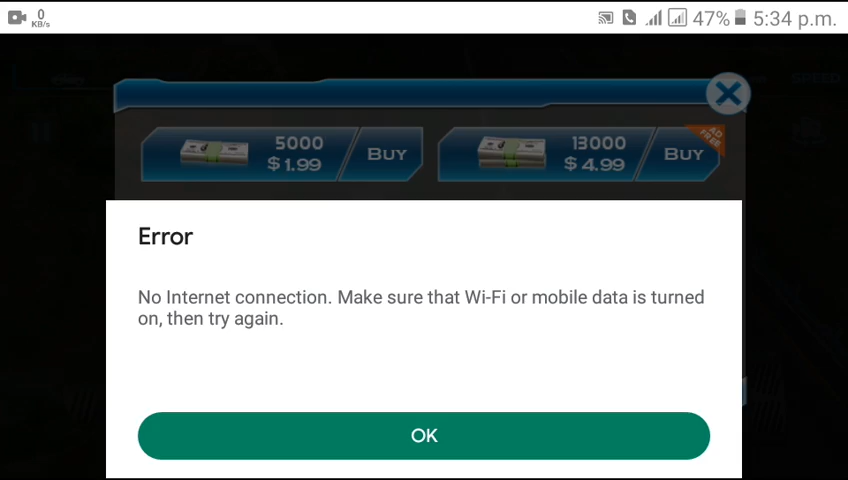 0
KB/s
47% 5:34 p.m.
5000
$ 1.99
BUY
13000
$ 4.99
BUY
AD
FREE
Error
No Internet connection. Make sure that Wi-Fi or mobile data is turned
on, then try again.
OK